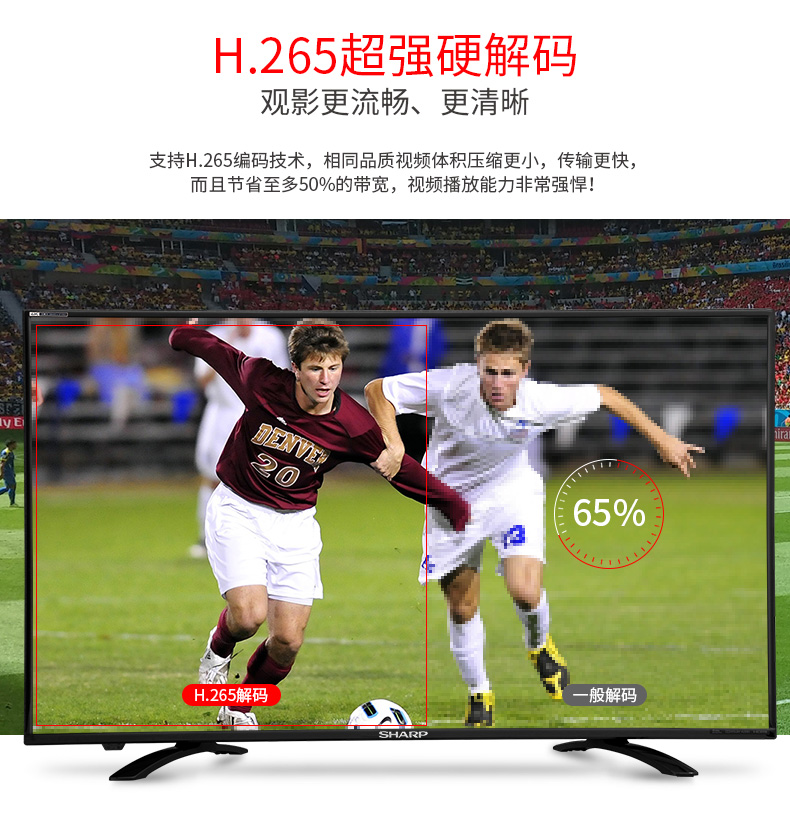 H.265超强硬解码
观影更流畅、更清晰
支持H.265编码技术，相同品质视频体积压缩更小，传输更快，
而且节省至多50%的带宽，视频播放能力非常强悍！
DENVER
20
3
65%
H.265解码
一般解码
SHARP